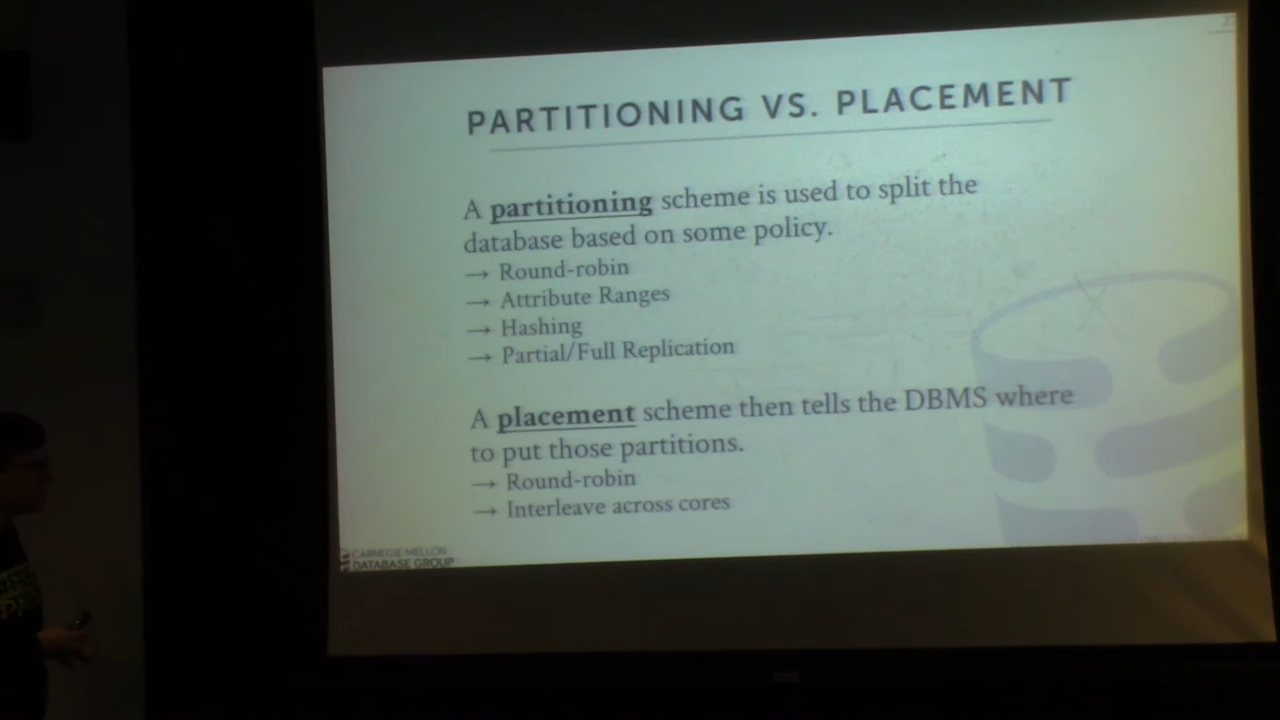 PARTITIONING VS. PLACEMENT
A partitioning scheme is used to split the
database based on some policy.
→ Round-robin
→ Attribute Ranges
→ Hashing
→ Partial/Full Replication
A placement scheme then tells the DBMS where
to put those partitions.
→ Round-robin
→ Interleave across cores
CARNEGIE MELLON
DATABASE GROUP